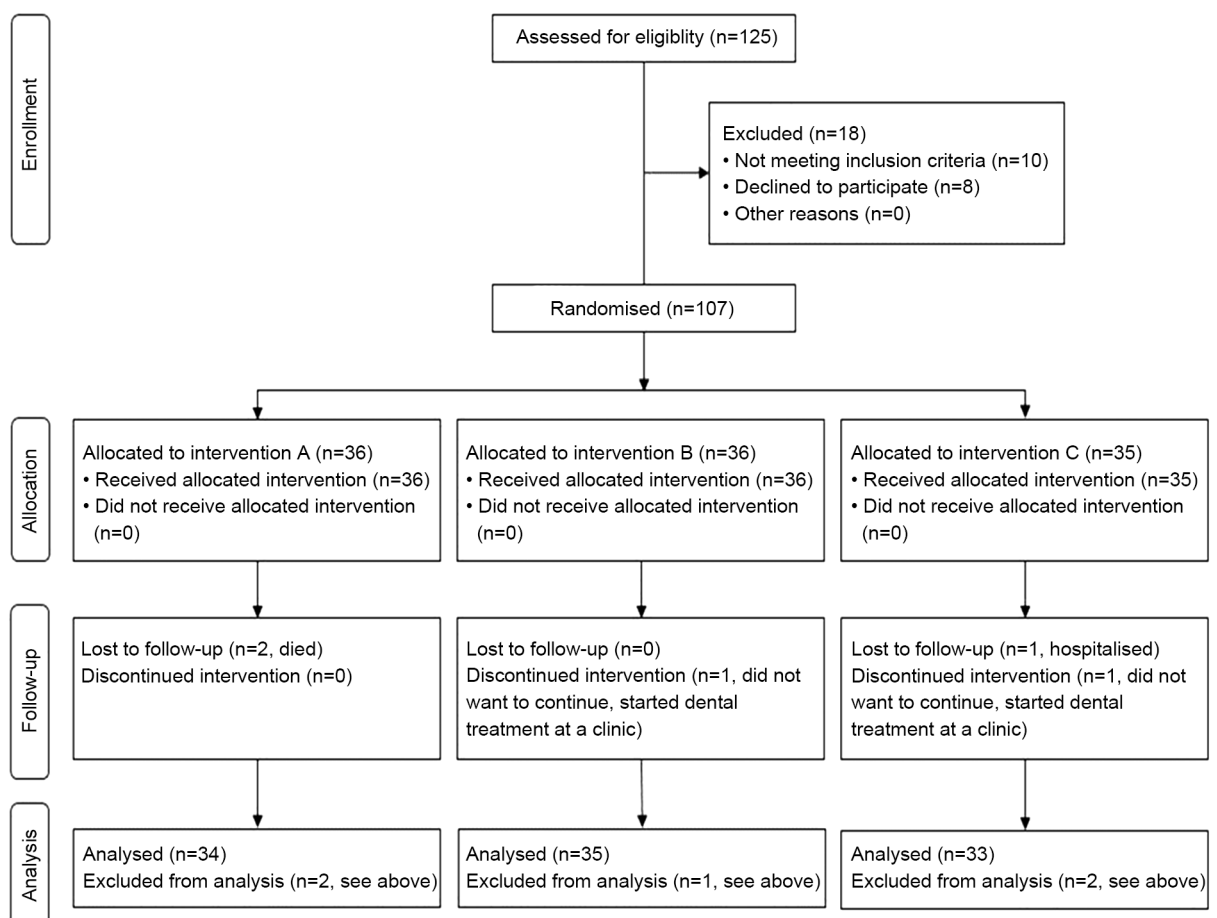 Enrollment
Assessed for eligiblity (n=125)
Excluded (n=18)
• Not meeting inclusion criteria (n=10)
• Declined to participate (n=8)
• Other reasons (n=0)
Randomised (n=107)
Allocation
Allocated to intervention A (n=36)
• Received allocated intervention (n=36)
• Did not receive allocated intervention
(n=0)
Allocated to intervention B (n=36)
• Received allocated intervention (n=36)
• Did not receive allocated intervention
(n=0)
Allocated to intervention C (n=35)
• Received allocated intervention (n=35)
• Did not receive allocated intervention
(n=0)
Follow-up
Lost to follow-up (n=2, died)
Discontinued intervention (n=0)
Lost to follow-up (n=0)
Discontinued intervention (n=1, did not
want to continue, started dental
treatment at a clinic)
Lost to follow-up (n=1, hospitalised)
Discontinued intervention (n=1, did not
want to continue, started dental
treatment at a clinic)
Analysis
Analysed (n=34)
Excluded from analysis (n=2, see above)
Analysed (n=35)
Excluded from analysis (n=1, see above)
Analysed (n=33)
Excluded from analysis (n=2, see above)